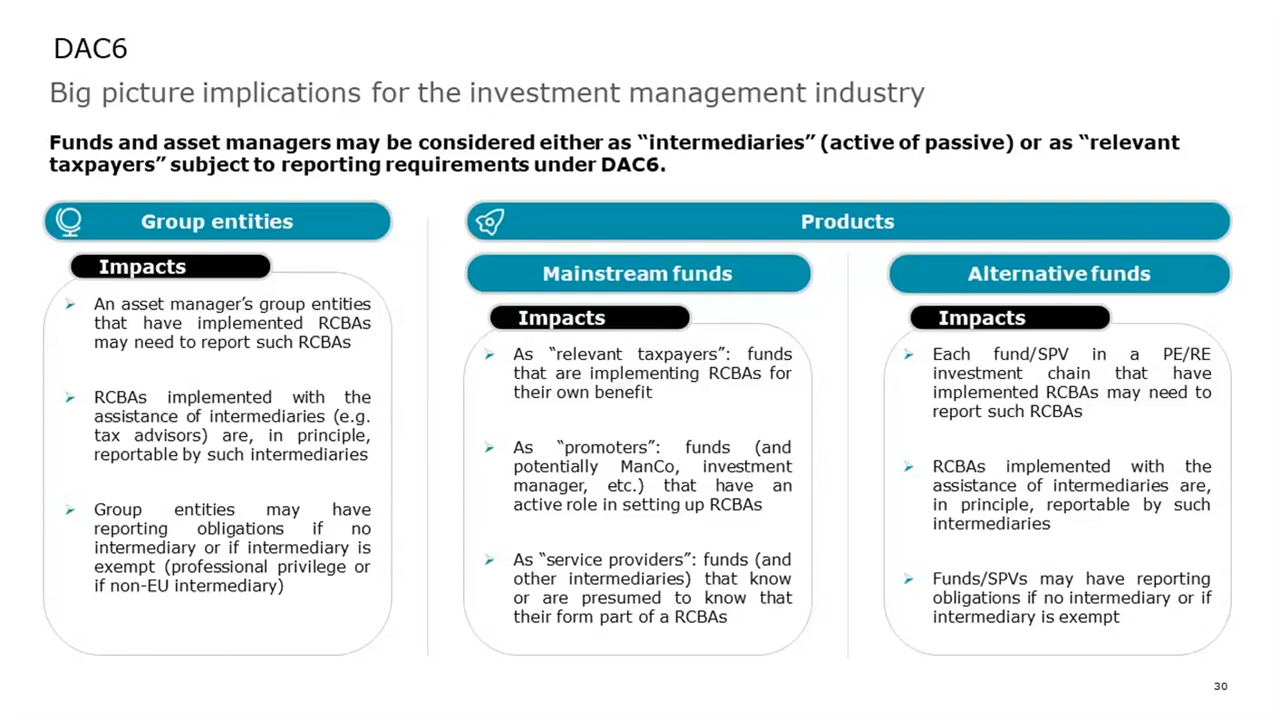 DAC6
Big picture implications for the investment management industry
Funds and asset managers may be considered either as “intermediaries” (active of passive) or as “relevant
taxpayers” subject to reporting requirements under DAC6.
Group entities
Impacts
An asset manager’s group entities
that have implemented RCBAs
may need to report such RCBAs
RCBAs implemented with the
assistance of intermediaries (e.g.
tax advisors) are, in principle,
reportable by such intermediaries
Group entities may have
reporting obligations if no
intermediary or if intermediary is
exempt (professional privilege or
if non-EU intermediary)
Products
Mainstream funds
Impacts
As “relevant taxpayers”: funds
that are implementing RCBAs for
their own benefit
As “promoters”: funds (and
potentially ManCo, investment
manager, etc.) that have an
active role in setting up RCBAs
As “service providers”: funds (and
other intermediaries) that know
or are presumed to know that
their form part of a RCBAs
Alternative funds
Impacts
Each fund/SPV in a PE/RE
investment chain that have
implemented RCBAs may need to
report such RCBAs
RCBAs implemented with the
assistance of intermediaries are,
in principle, reportable by such
intermediaries
Funds/SPVs may have reporting
obligations if no intermediary or if
intermediary is exempt
30